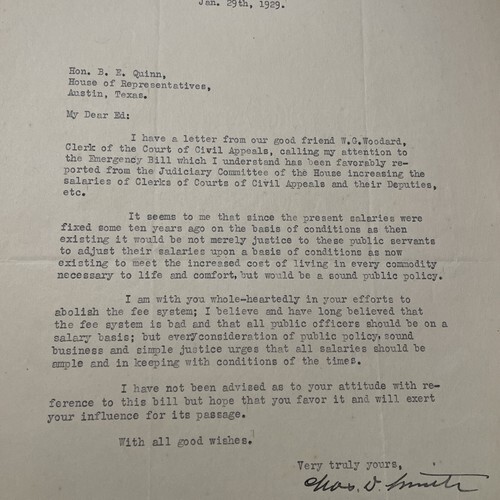 Jan. 29th, 1929.
Hon. B. E. Quinn,
House of Representatives,
Austin, Texas.
My Dear Ed:
I have a letter from our good friend W.G.Woodard,
Clerk of the Court of Civil Appeals, calling my attention to
the Emergency Bill which I understand has been favorably re-
ported from the Judiciary Committee of the House increasing the
salaries of Clerks of Courts of Civil Appeals and their Deputies,
etc.
It seems to me that since the present salaries were
fixed some ten years ago on the basis of conditions as then
existing it would be not merely justice to these public servants
to adjust their salaries upon a basis of conditions as now
existing to meet the increased cost of living in every commodity
necessary to life and comfort, but would be a sound public policy.
I am with you whole-heartedly in your efforts to
abolish the fee system; I believe and have long believed that
the fee system is bad and that all public officers should be on a
salary basis; but every consideration of public policy, sound
business and simple justice urges that all salaries should be
ample and in keeping with conditions of the times.
I have not been advised as to your attitude with re-
ference to this bill but hope that you favor it and will exert
your influence for its passage.
With all good wishes.
Very truly yours,
Chas. D Smith